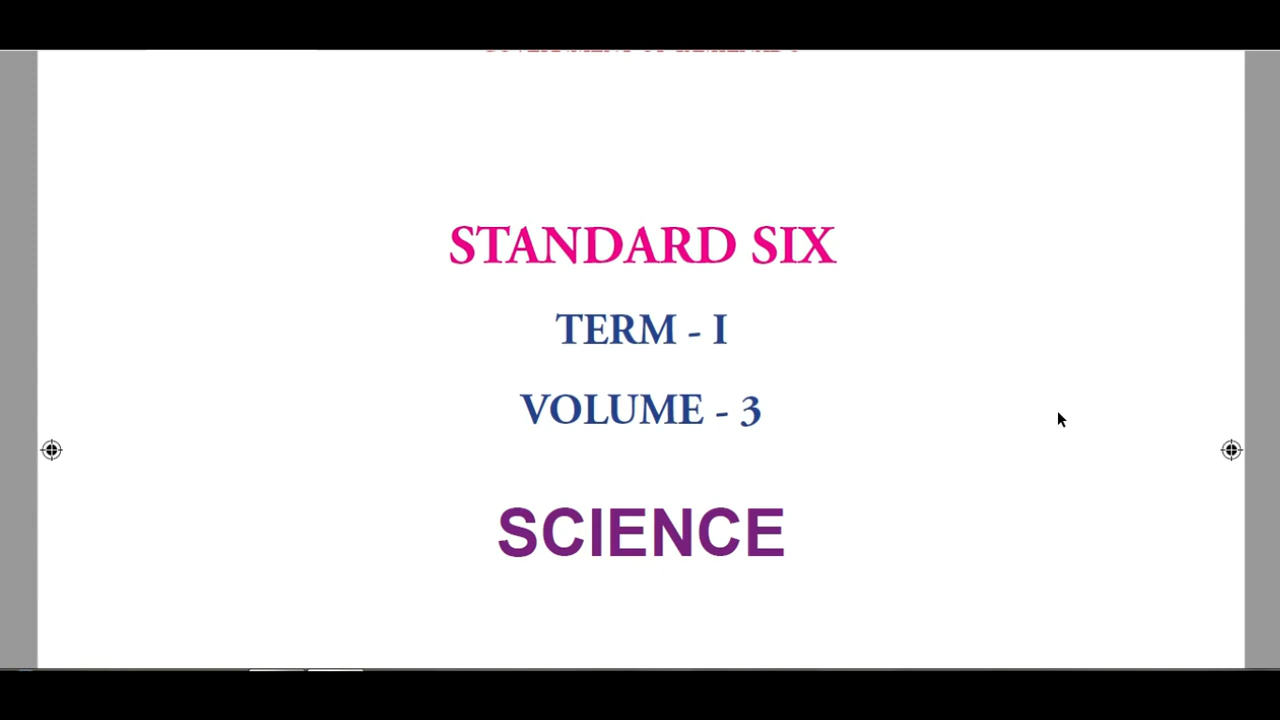 STANDARD SIX
TERM - I
VOLUME - 3
SCIENCE